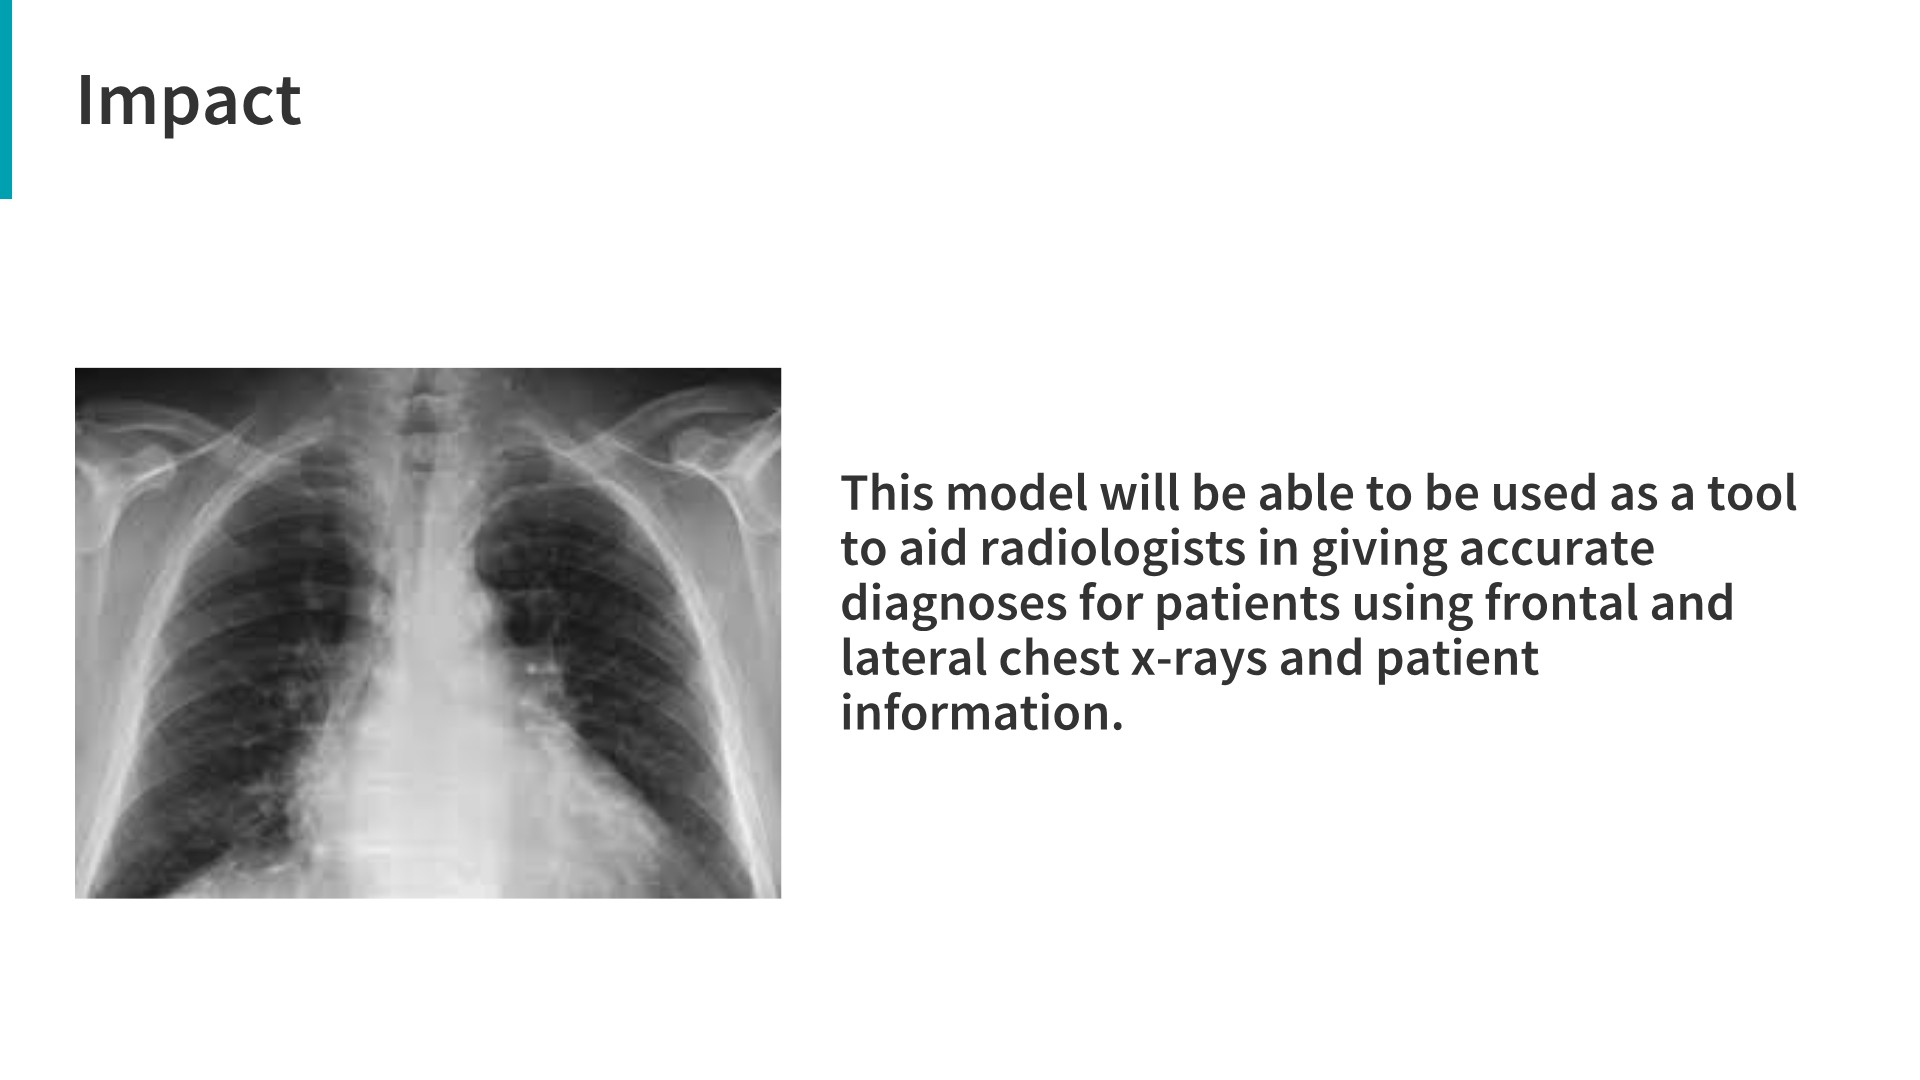 Impact
This model will be able to be used as a tool
to aid radiologists in giving accurate
diagnoses for patients using frontal and
lateral chest x-rays and patient
information.